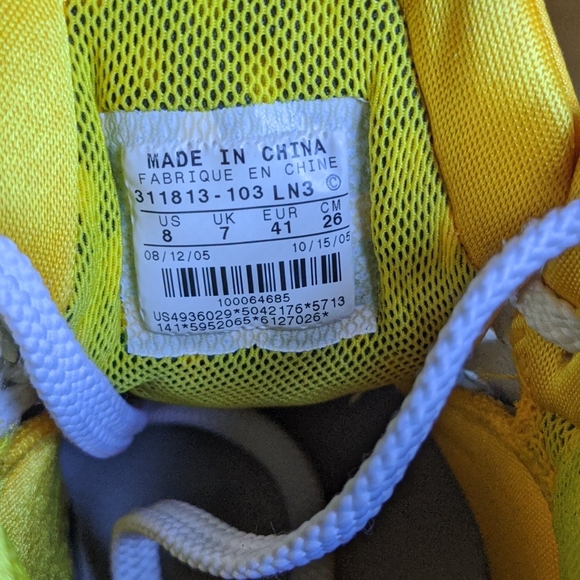 MADE IN CHINA
FABRIQUE EN CHINE
311813-103 LN3 ©
US UK EUR CM
8 7 41 26
08/12/05 10/15/05
100064685
US4936029*5042176*5713
141*5952065*6127026*